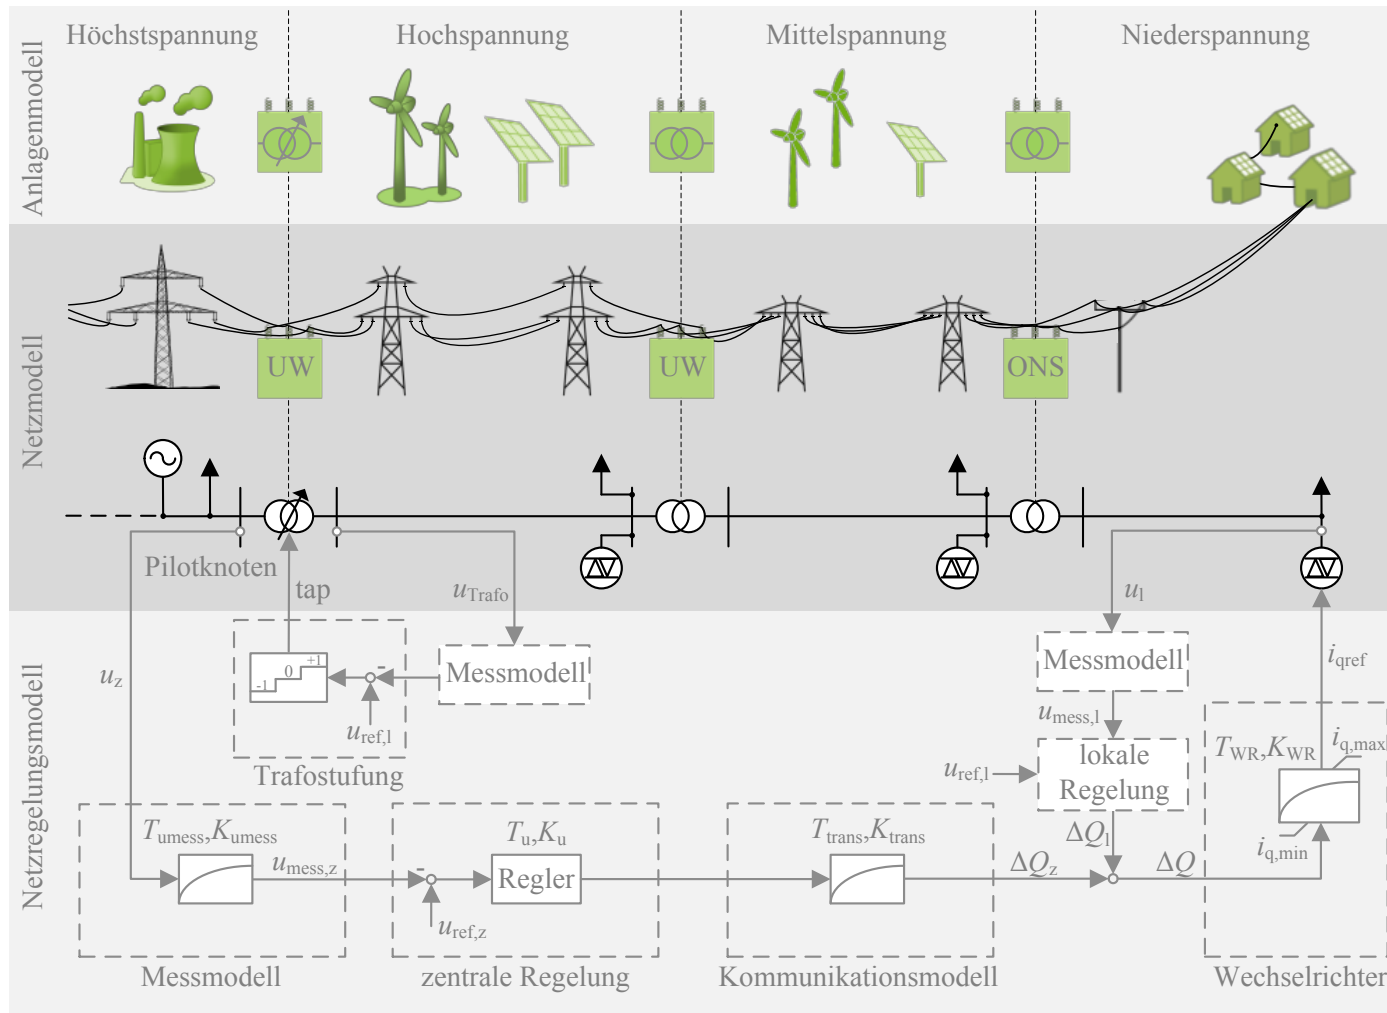 Höchstspannung
Hochspannung
Mittelspannung
Niederspannung
Anlagenmodell
Netzmodell
UW
UW
ONS
Pilotknoten
tap
uTrafo
ul
uz
-1 0 +1
-
uref,l
Trafostufung
Messmodell
Messmodell
umess,l
uref,l
lokale
Regelung
iqref
TWR,KWR
iq,max
iq,min
Netzregelungsmodell
Tumess,Kumess
umess,z
Messmodell
-
uref,z
Tu,Ku
Regler
zentrale Regelung
Ttrans,Ktrans
Kommunikationsmodell
ΔQz
ΔQl
ΔQ
Wechselrichter